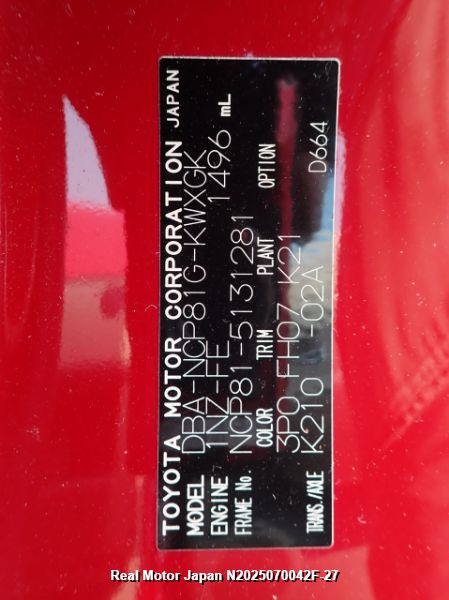 TOYOTA MOTOR CORPORATION JAPAN
MODEL DBA-NCP81G-KWXGK
ENGINE 1NZ-FE 1496 mL
FRAME No. NCP81-5131281
COLOR TRIM PLANT OPTION
3P0 FH07 K21
TRANS./AXLE K210 -02A D664
Real Motor Japan N2025070042F-27